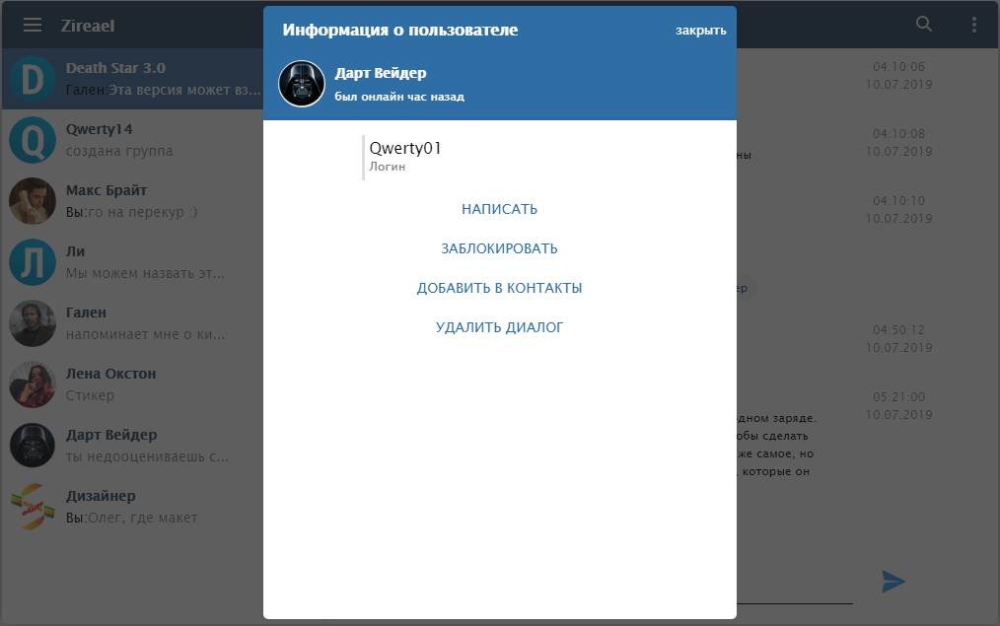 Zireael
Death Star 3.0
Гален:Эта версия может вз...
Qwerty14
создана группа
Макс Брайт
Вы:го на перекур :)
Ли
Мы можем назвать эт...
Гален
напоминает мне о ки...
Лена Окстон
Стикер
Дарт Вейдер
ты недооцениваешь с...
Дизайнер
Вы:Олег, где макет
Информация о пользователе
закрыть
Дарт Вейдер
был онлайн час назад
Qwerty01
Логин
НАПИСАТЬ
ЗАБЛОКИРОВАТЬ
ДОБАВИТЬ В КОНТАКТЫ
УДАЛИТЬ ДИАЛОГ
04:10:06
10.07.2019
ны
04:10:08
10.07.2019
04:10:10
10.07.2019
ер
04:50:12
10.07.2019
05:21:00
10.07.2019
дном заряде.
обы сделать
же самое, но
, которые он